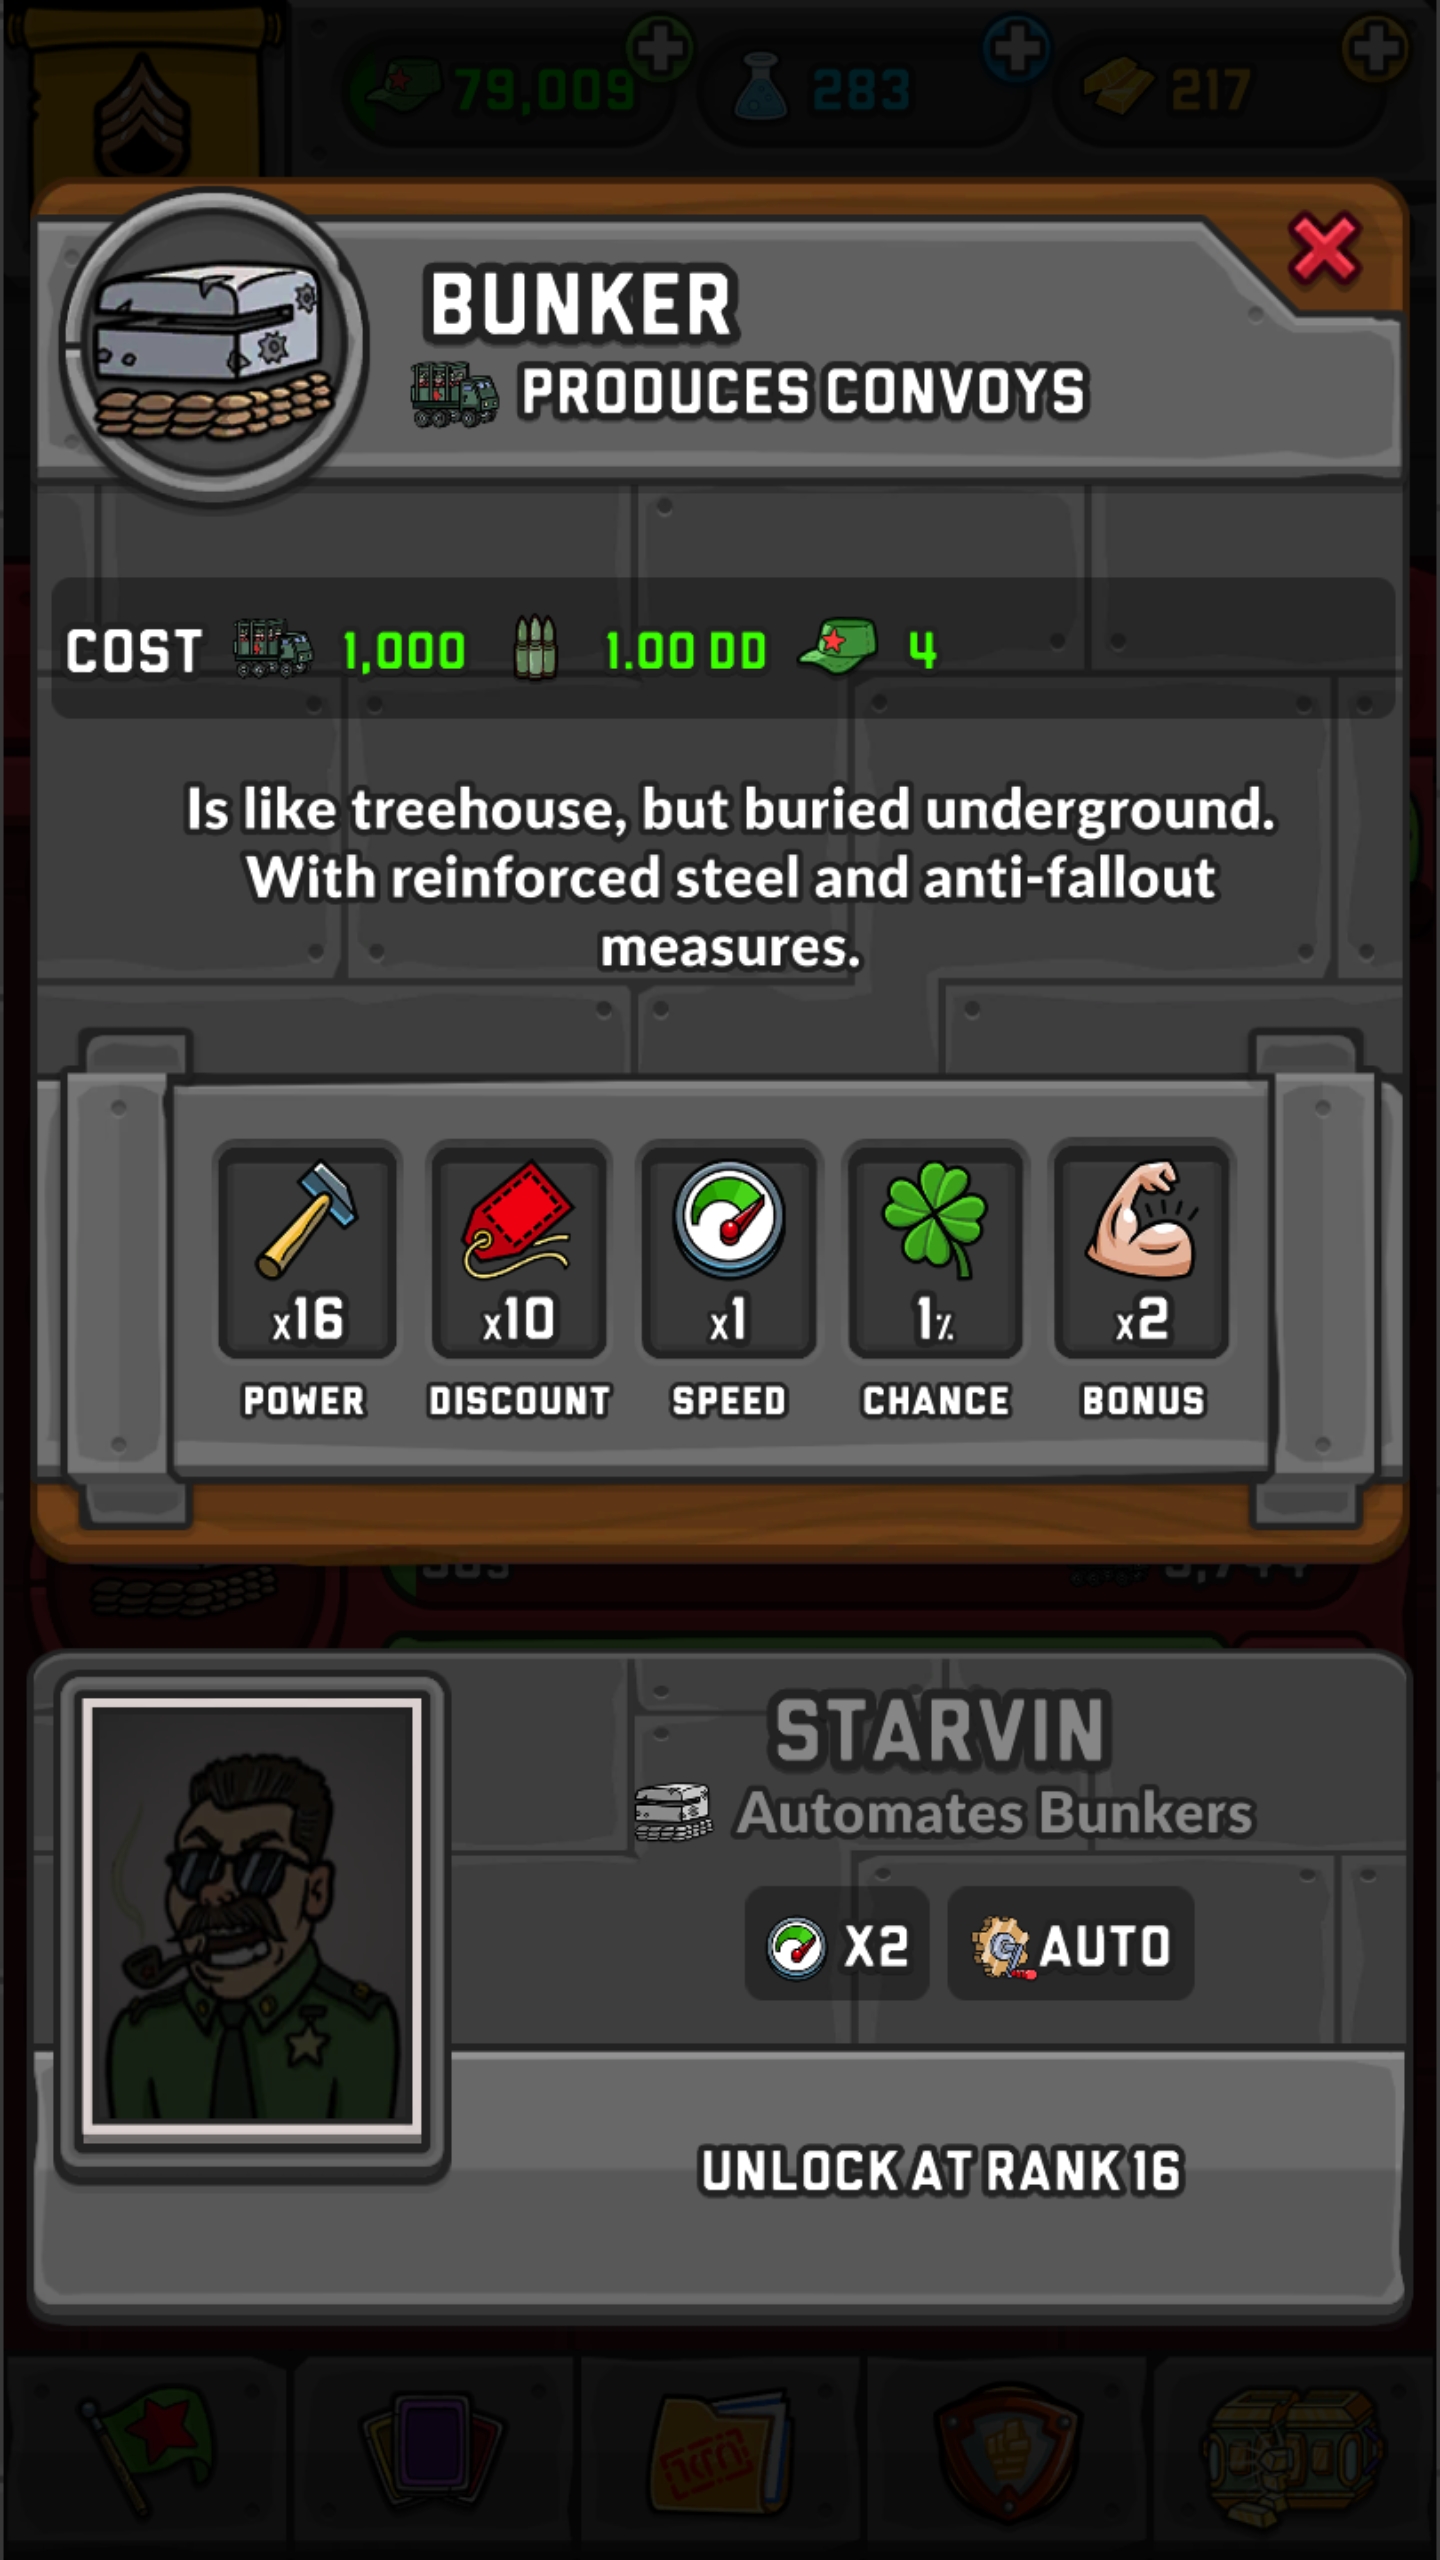 79,009 283 217
BUNKER
PRODUCES CONVOYS
COST 1,000 1.00 DD 4
Is like treehouse, but buried underground.
With reinforced steel and anti-fallout
measures.
x16 x10 x1 1% x2
POWER DISCOUNT SPEED CHANCE BONUS
STARVIN
Automates Bunkers
X2 AUTO
UNLOCK AT RANK 16